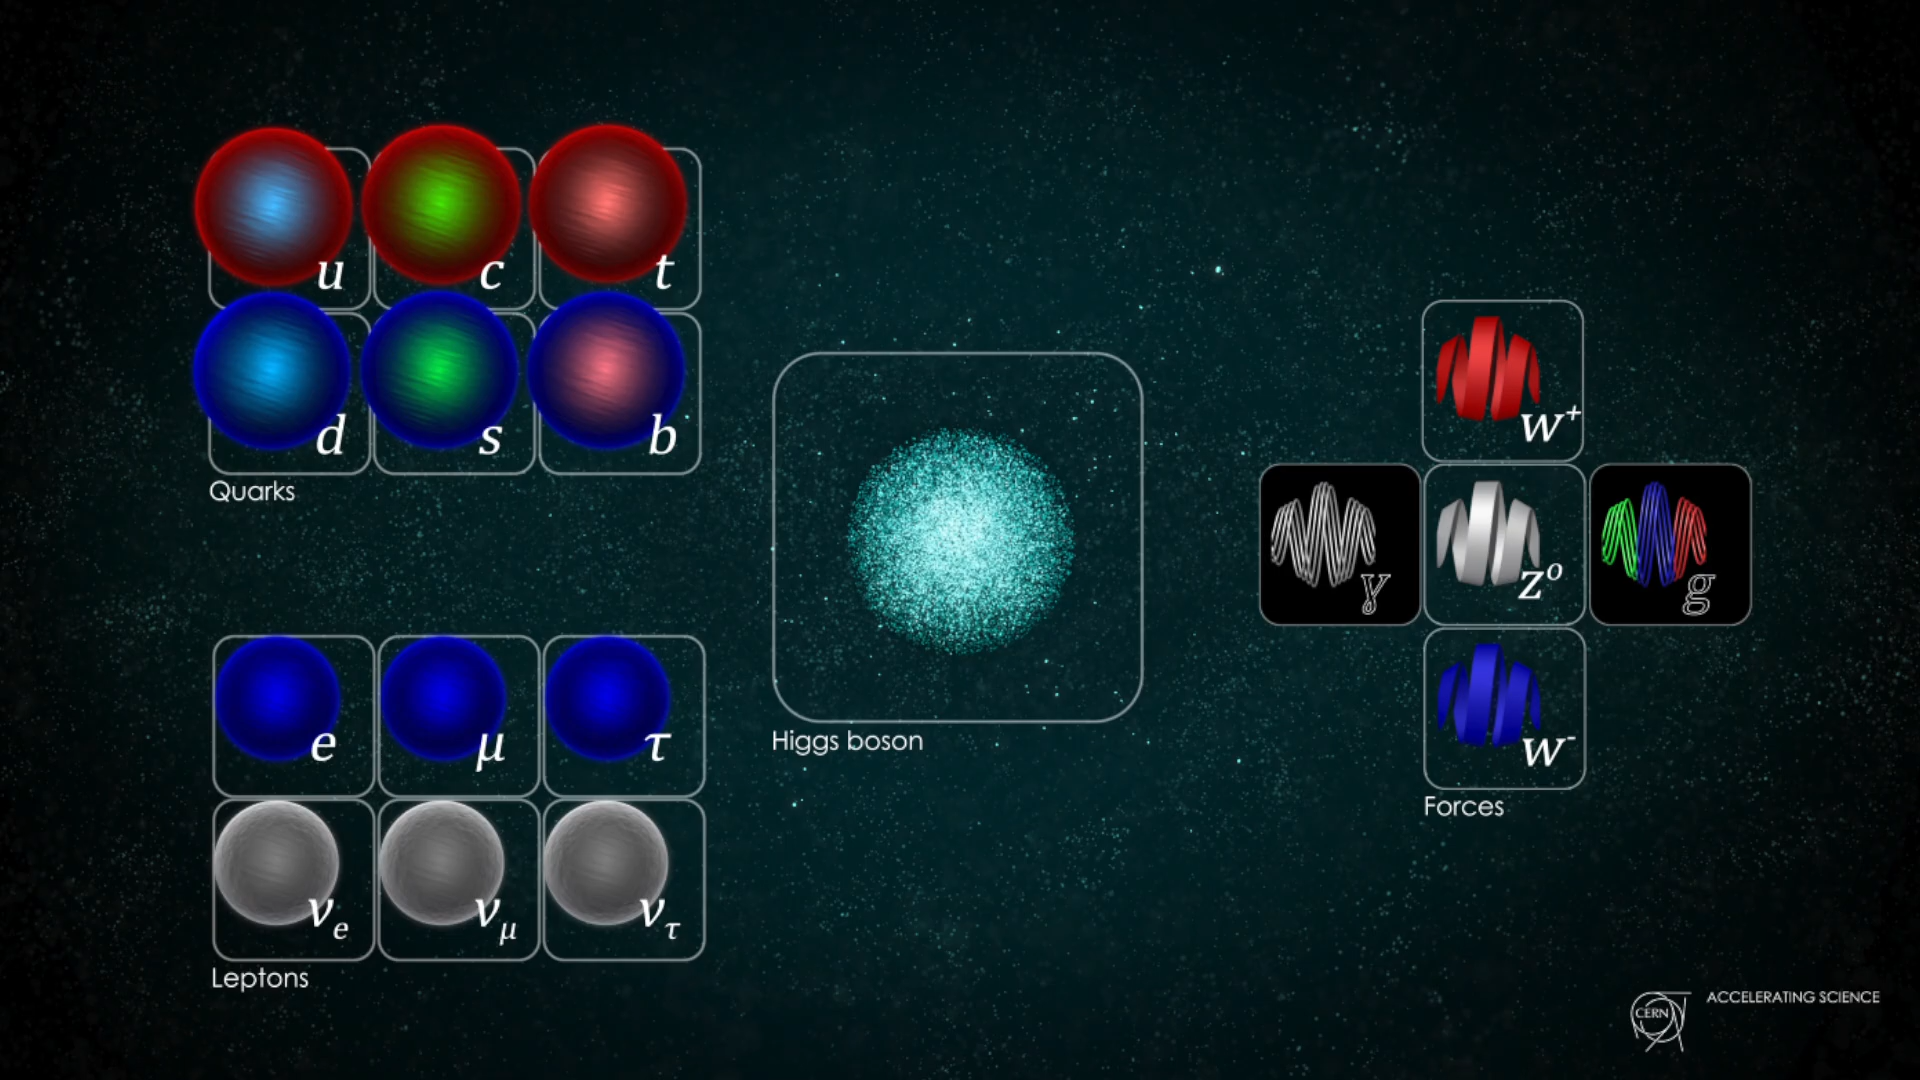 u c t
d s b
Quarks
e μ τ
νe νμ ντ
Leptons
Higgs boson
W+
γ Z0 g
W-
Forces
CERN
ACCELERATING SCIENCE